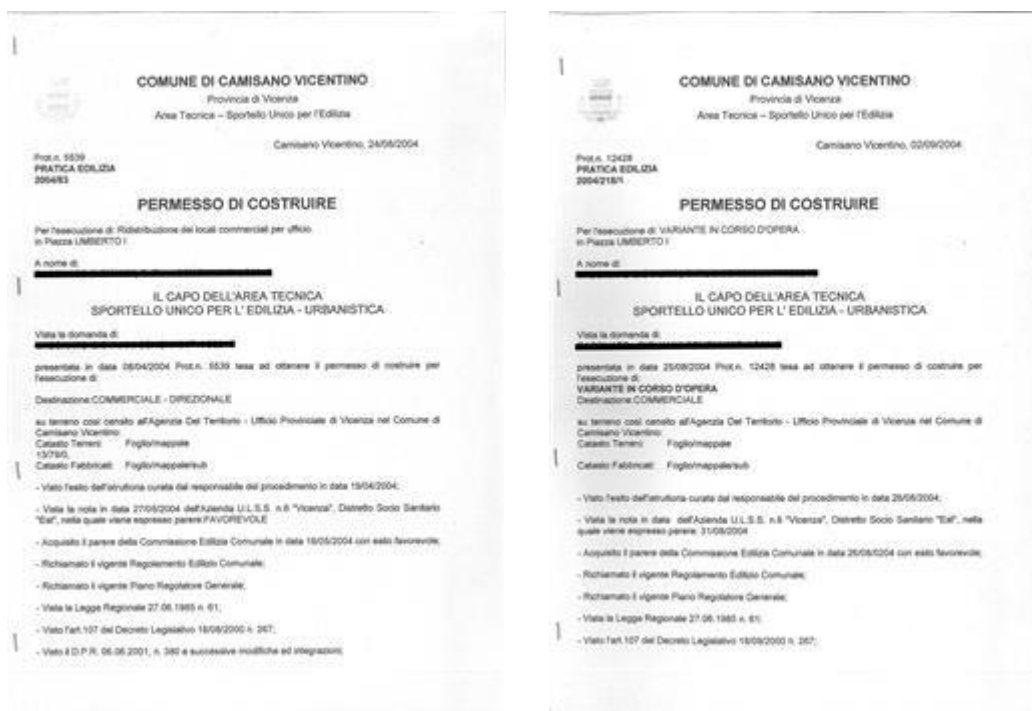 COMUNE DI CAMISANO VICENTINO
Provincia di Vicenza
Area Tecnica – Sportello Unico per l'Edilizia
Camisano Vicentino, 24/08/2004
Prot.n. 5539
PRATICA EDILIZIA
2004/83
PERMESSO DI COSTRUIRE
Per l'esecuzione di: Ridistribuzione dei locali commerciali per ufficio.
in Piazza UMBERTO I
A nome di:
IL CAPO DELL'AREA TECNICA
SPORTELLO UNICO PER L' EDILIZIA - URBANISTICA
Vista la domanda di:
presentata in data 08/04/2004 Prot.n. 5539 tesa ad ottenere il permesso di costruire per
l'esecuzione di:
Destinazione:COMMERCIALE - DIREZIONALE
su terreno così censito all'Agenzia Del Territorio - Ufficio Provinciale di Vicenza nel Comune di
Camisano Vicentino:
Catasto Terreni: Foglio/mappale
13/79/0,
Catasto Fabbricati: Foglio/mappale/sub
- Visto l'esito dell'istruttoria curata dal responsabile del procedimento in data 19/04/2004;
- Vista la nota in data 27/05/2004 dell'Azienda U.L.S.S. n.6 "Vicenza", Distretto Socio Sanitario
"Est", nella quale viene espresso parere:FAVOREVOLE
- Acquisito il parere della Commissione Edilizia Comunale in data 18/05/2004 con esito favorevole;
- Richiamato il vigente Regolamento Edilizio Comunale;
- Richiamato il vigente Piano Regolatore Generale;
- Vista la Legge Regionale 27.06.1985 n. 61;
- Visto l'art.107 del Decreto Legislativo 18/08/2000 n. 267;
- Visto il D.P.R. 06.06.2001, n. 380 e successive modifiche ed integrazioni;
COMUNE DI CAMISANO VICENTINO
Provincia di Vicenza
Area Tecnica – Sportello Unico per l'Edilizia
Camisano Vicentino, 02/09/2004
Prot.n. 12428
PRATICA EDILIZIA
2004/218/1
PERMESSO DI COSTRUIRE
Per l'esecuzione di: VARIANTE IN CORSO D'OPERA
in Piazza UMBERTO I
A nome di:
IL CAPO DELL'AREA TECNICA
SPORTELLO UNICO PER L' EDILIZIA - URBANISTICA
Vista la domanda di:
presentata in data 25/08/2004 Prot.n. 12428 tesa ad ottenere il permesso di costruire per
l'esecuzione di:
VARIANTE IN CORSO D'OPERA
Destinazione:COMMERCIALE
su terreno così censito all'Agenzia Del Territorio - Ufficio Provinciale di Vicenza nel Comune di
Camisano Vicentino:
Catasto Terreni: Foglio/mappale
Catasto Fabbricati: Foglio/mappale/sub
- Visto l'esito dell'istruttoria curata dal responsabile del procedimento in data 26/08/2004;
- Vista la nota in data dell'Azienda U.L.S.S. n.6 "Vicenza", Distretto Socio Sanitario "Est", nella
quale viene espresso parere: 31/08/2004
- Acquisito il parere della Commissione Edilizia Comunale in data 26/08/0204 con esito favorevole;
- Richiamato il vigente Regolamento Edilizio Comunale;
- Richiamato il vigente Piano Regolatore Generale;
- Vista la Legge Regionale 27.06.1985 n. 61;
- Visto l'art.107 del Decreto Legislativo 18/08/2000 n. 267;